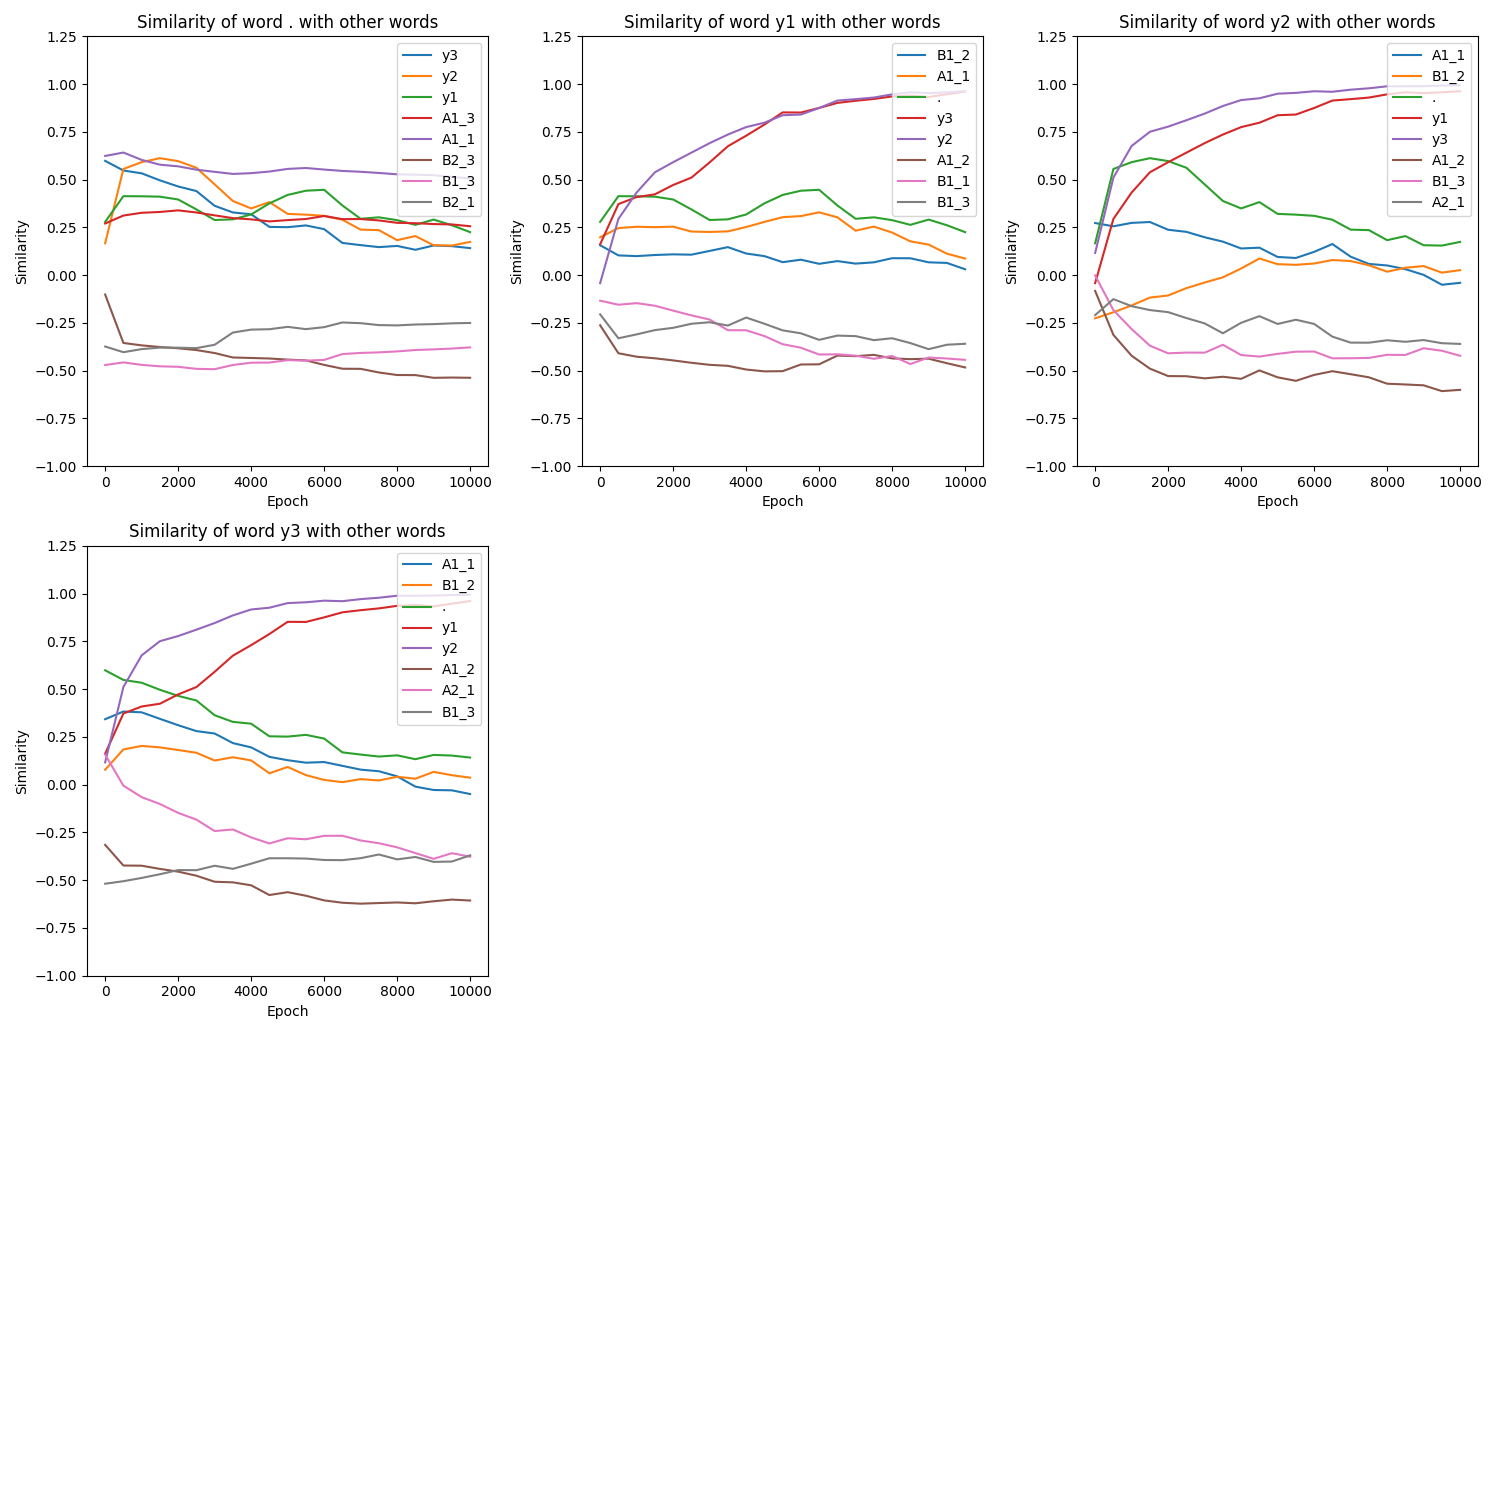 Similarity of word . with other words
1.25
1.00
0.75
0.50
0.25
0.00
−0.25
−0.50
−0.75
−1.00
Similarity
0 2000 4000 6000 8000 10000
Epoch
y3
y2
y1
A1_3
A1_1
B2_3
B1_3
B2_1
Similarity of word y1 with other words
1.25
1.00
0.75
0.50
0.25
0.00
−0.25
−0.50
−0.75
−1.00
Similarity
0 2000 4000 6000 8000 10000
Epoch
B1_2
A1_1
.
y3
y2
A1_2
B1_1
B1_3
Similarity of word y2 with other words
1.25
1.00
0.75
0.50
0.25
0.00
−0.25
−0.50
−0.75
−1.00
Similarity
0 2000 4000 6000 8000 10000
Epoch
A1_1
B1_2
.
y1
y3
A1_2
B1_3
A2_1
Similarity of word y3 with other words
1.25
1.00
0.75
0.50
0.25
0.00
−0.25
−0.50
−0.75
−1.00
Similarity
0 2000 4000 6000 8000 10000
Epoch
A1_1
B1_2
.
y1
y2
A1_2
A2_1
B1_3